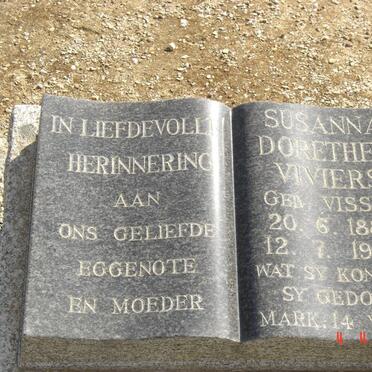 IN LIEFDEVOLLE
HERINNERING
AAN
ONS GELIEFDE
EGGENOTE
EN MOEDER
SUSANNA
DORETHEA
VIVIERS
GEB. VISS
20. 6. 18
12. 7. 19
WAT SY KON
SY GEDO
MARK: 14